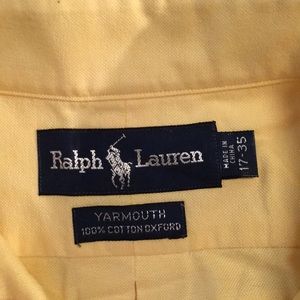 Ralph Lauren
MADE IN
CHINA
17-35
YARMOUTH
100% COTTON OXFORD